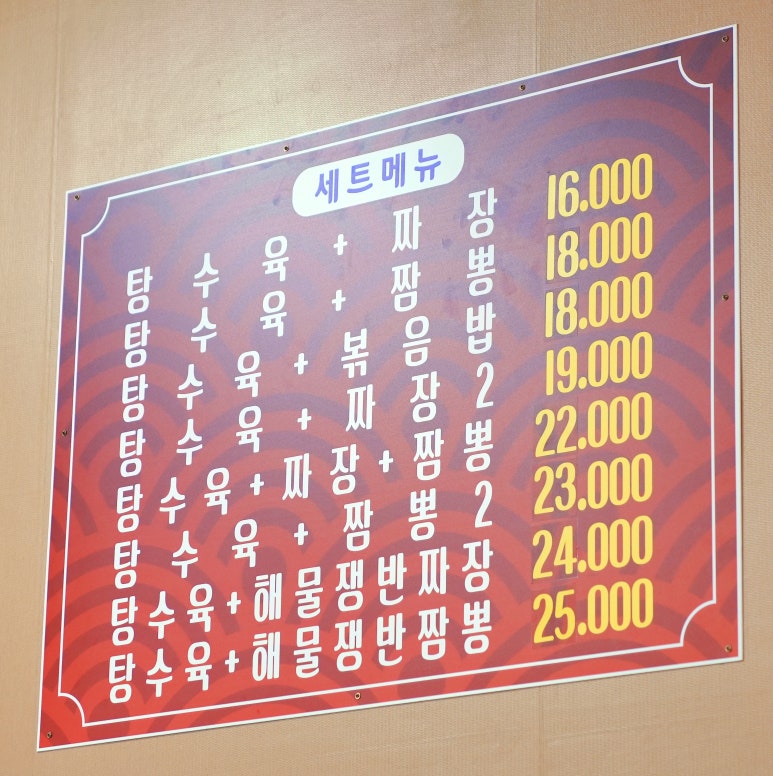 세트메뉴
탕수육+짜장 16.000
탕수육+짬뽕 18.000
탕수육+볶음밥 18.000
탕수육+짜장2 19.000
탕수육+짜장+짬뽕 22.000
탕수육+짬뽕2 23.000
탕수육+해물쟁반짜장 24.000
탕수육+해물쟁반짬뽕 25.000